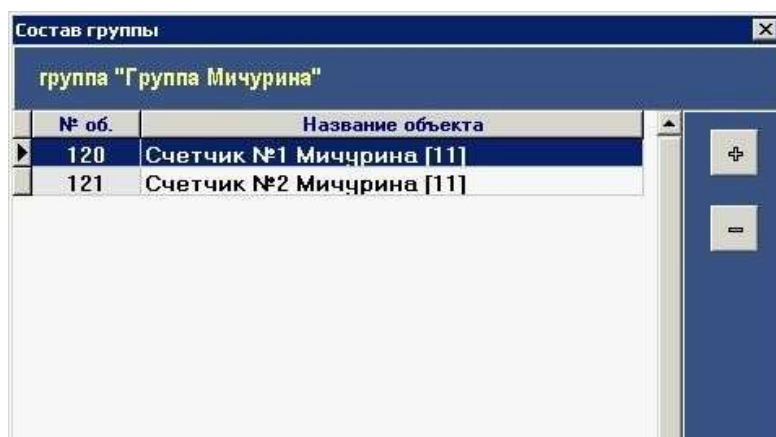 Состав группы
группа "Группа Мичурина"
№ об. Название объекта
120 Счетчик №1 Мичурина [11]
121 Счетчик №2 Мичурина [11]